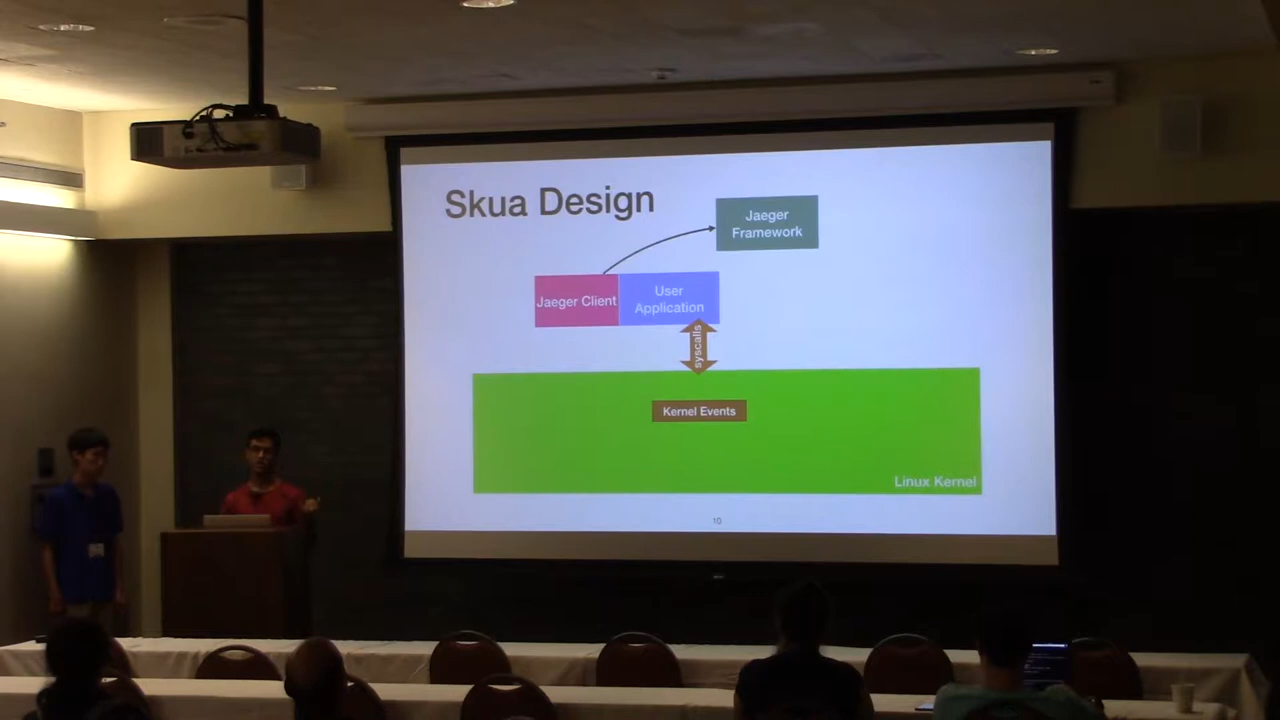 Skua Design
Jaeger
Framework
Jaeger Client
User
Application
syscalls
Kernel Events
Linux Kernel
10